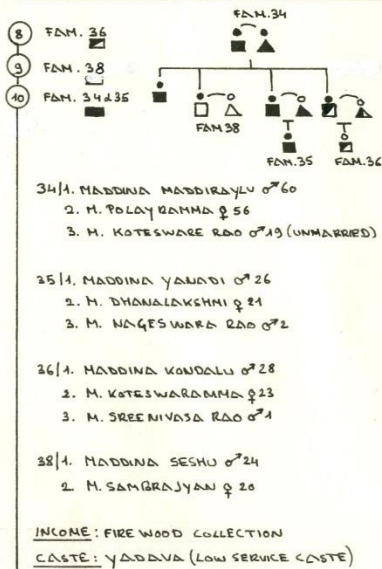 FAM.34
8 FAM. 36
9 FAM. 38
10 FAM. 34&35
FAM38
FAM.35
FAM.36
34/1. MADDINA MADDIRAYLU ♂ 60
2. M. POLAYRAMMA ♀ 56
3. M. KOTESWARE RAO ♂ 19 (UNMARRIED)
35/1. MADDINA YANADI ♂ 26
2. M. DHANALAKSHMI ♀ 21
3. M. NAGESWARA RAO ♂ 2
36/1. MADDINA KONDALU ♂ 28
2. M. KOTESWARAMMA ♀ 23
3. M. SREENIVASA RAO ♂ 1
38/1. MADDINA SESHU ♂ 24
2. M. SAMBRAJYAN ♀ 20
INCOME: FIRE WOOD COLLECTION
CASTE: YADAVA (LOW SERVICE CASTE)